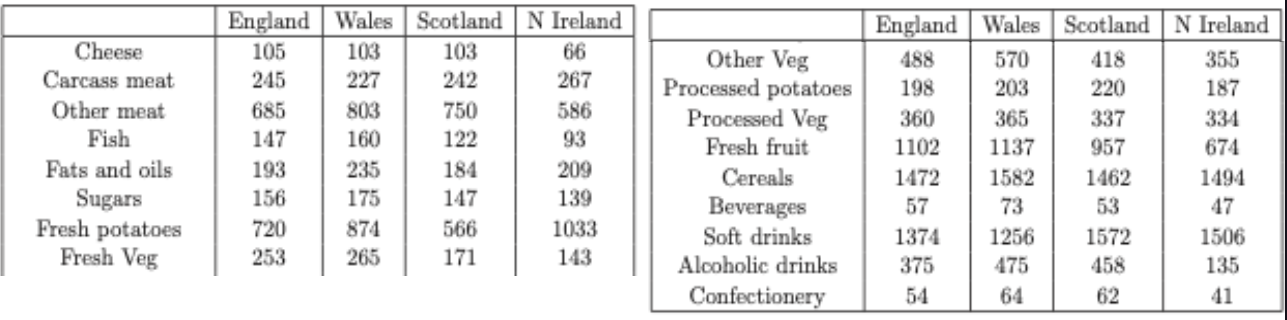 England Wales Scotland N Ireland
Cheese 105 103 103 66
Carcass meat 245 227 242 267
Other meat 685 803 750 586
Fish 147 160 122 93
Fats and oils 193 235 184 209
Sugars 156 175 147 139
Fresh potatoes 720 874 566 1033
Fresh Veg 253 265 171 143
England Wales Scotland N Ireland
Other Veg 488 570 418 355
Processed potatoes 198 203 220 187
Processed Veg 360 365 337 334
Fresh fruit 1102 1137 957 674
Cereals 1472 1582 1462 1494
Beverages 57 73 53 47
Soft drinks 1374 1256 1572 1506
Alcoholic drinks 375 475 458 135
Confectionery 54 64 62 41